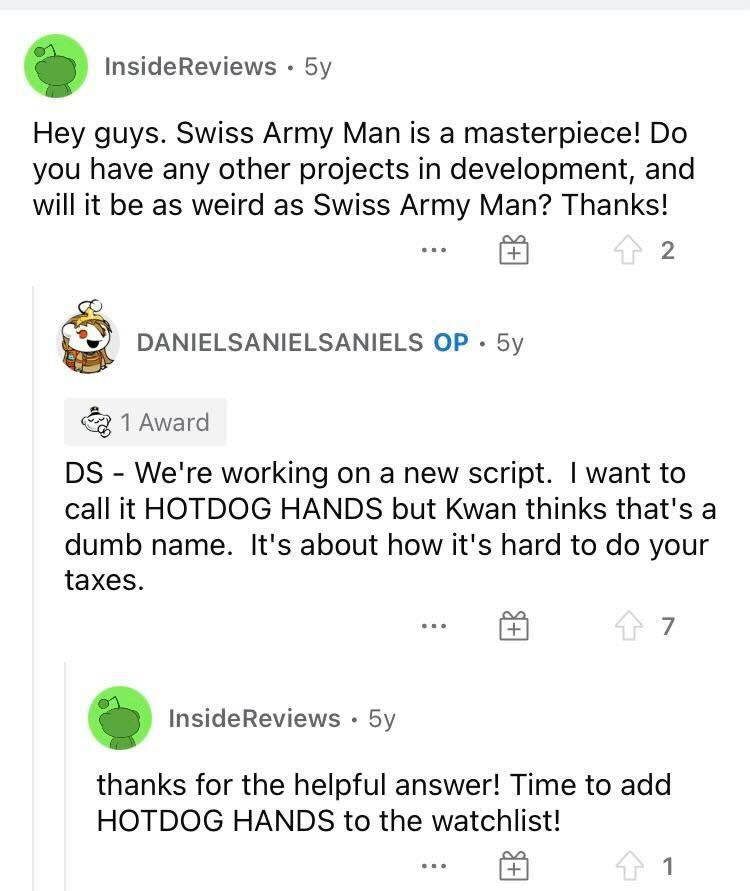 InsideReviews • 5y
Hey guys. Swiss Army Man is a masterpiece! Do
you have any other projects in development, and
will it be as weird as Swiss Army Man? Thanks!
2
DANIELSANIELSANIELS OP • 5y
1 Award
DS - We're working on a new script.  I want to
call it HOTDOG HANDS but Kwan thinks that's a
dumb name.  It's about how it's hard to do your
taxes.
7
InsideReviews • 5y
thanks for the helpful answer! Time to add
HOTDOG HANDS to the watchlist!
1